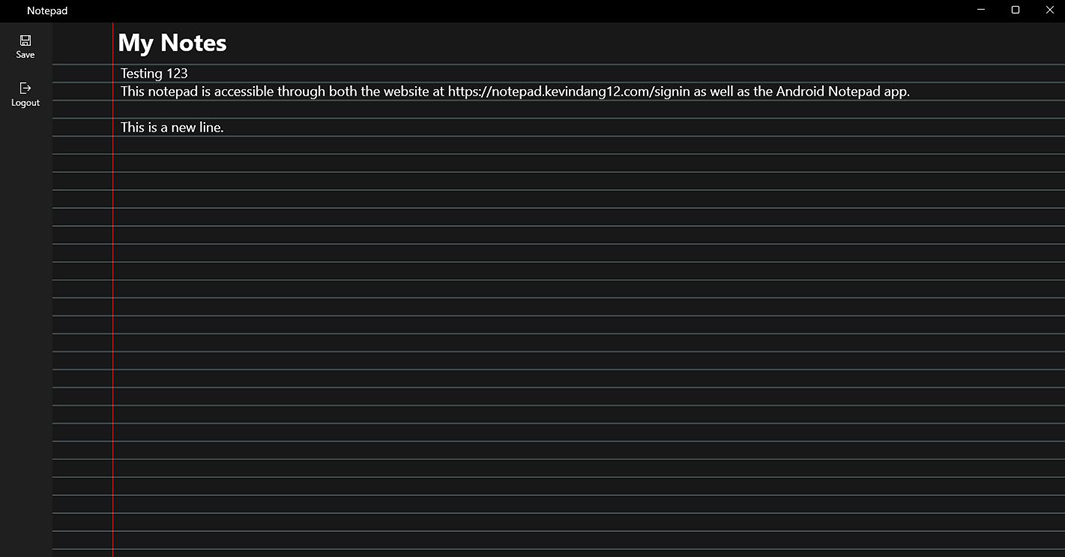 Notepad
Save
Logout
My Notes
Testing 123
This notepad is accessible through both the website at https://notepad.kevindang12.com/signin as well as the Android Notepad app.
This is a new line.